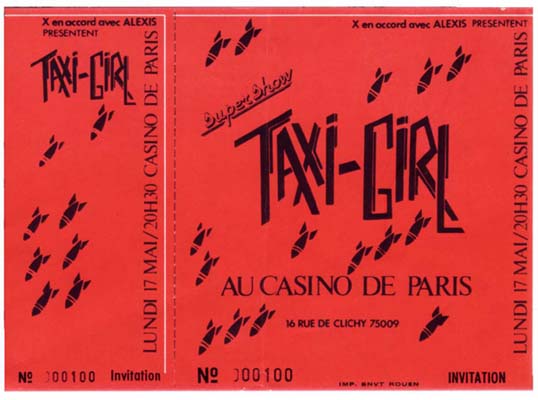 X en accord avec ALEXIS
PRESENTENT
TAXI-GIRL
LUNDI 17 MAI/20H30 CASINO DE PARIS
Nº 000100 Invitation
X en accord avec ALEXIS PRESENTENT
Super Show
TAXI-GIRL
AU CASINO DE PARIS
16 RUE DE CLICHY 75009
LUNDI 17 MAI/20H30 CASINO DE PARIS
Nº 000100
IMP. BNVT ROUEN
INVITATION